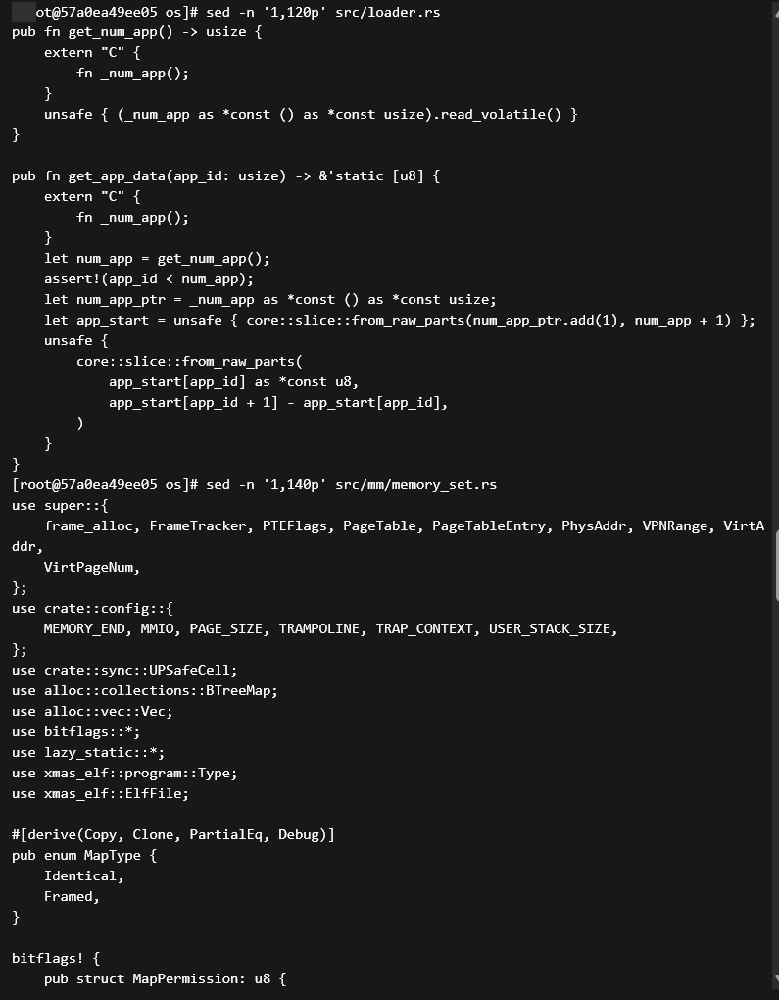 ot@57a0ea49ee05 os]# sed -n '1,120p' src/loader.rs
pub fn get_num_app() -> usize {
    extern "C" {
        fn _num_app();
    }
    unsafe { (_num_app as *const () as *const usize).read_volatile() }
}

pub fn get_app_data(app_id: usize) -> &'static [u8] {
    extern "C" {
        fn _num_app();
    }
    let num_app = get_num_app();
    assert!(app_id < num_app);
    let num_app_ptr = _num_app as *const () as *const usize;
    let app_start = unsafe { core::slice::from_raw_parts(num_app_ptr.add(1), num_app + 1) };
    unsafe {
        core::slice::from_raw_parts(
            app_start[app_id] as *const u8,
            app_start[app_id + 1] - app_start[app_id],
        )
    }
}
[root@57a0ea49ee05 os]# sed -n '1,140p' src/mm/memory_set.rs
use super::{
    frame_alloc, FrameTracker, PTEFlags, PageTable, PageTableEntry, PhysAddr, VPNRange, VirtA
ddr,
    VirtPageNum,
};
use crate::config::{
    MEMORY_END, MMIO, PAGE_SIZE, TRAMPOLINE, TRAP_CONTEXT, USER_STACK_SIZE,
};
use crate::sync::UPSafeCell;
use alloc::collections::BTreeMap;
use alloc::vec::Vec;
use bitflags::*;
use lazy_static::*;
use xmas_elf::program::Type;
use xmas_elf::ElfFile;

#[derive(Copy, Clone, PartialEq, Debug)]
pub enum MapType {
    Identical,
    Framed,
}

bitflags! {
    pub struct MapPermission: u8 {